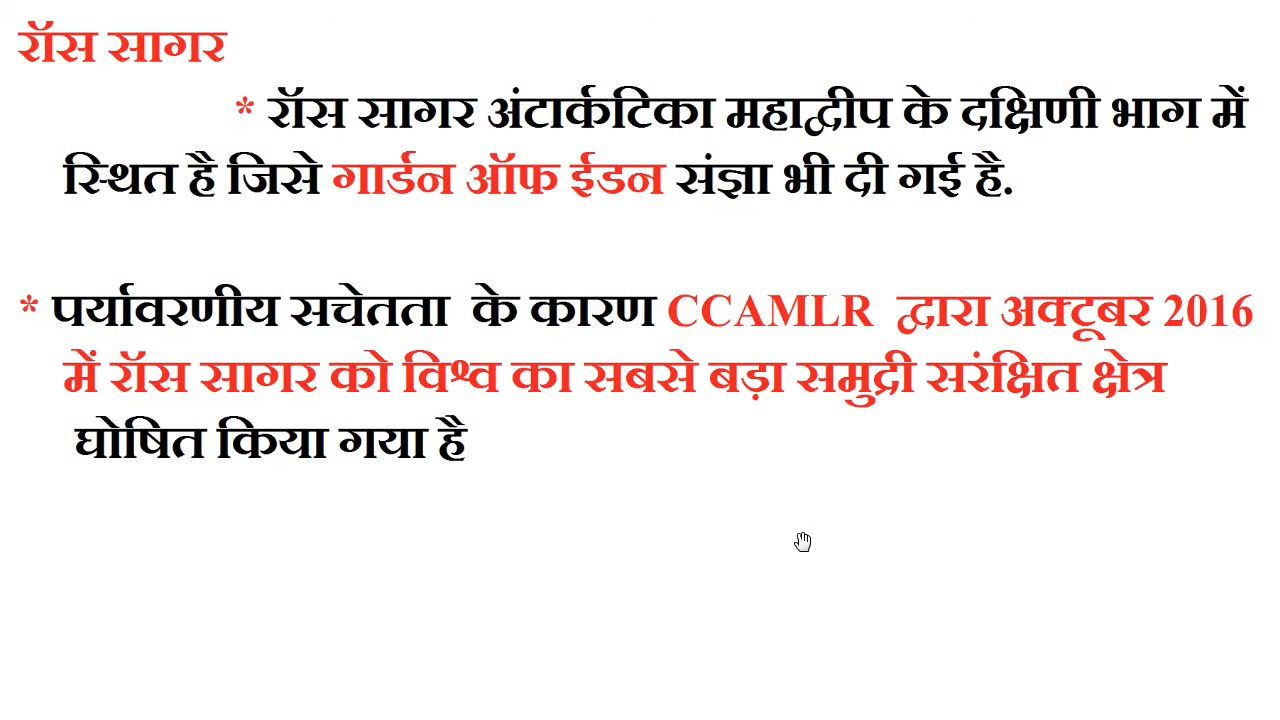 रॉस सागर
* रॉस सागर अंटार्कटिका महाद्वीप के दक्षिणी भाग में
स्थित है जिसे गार्डन ऑफ ईडन संज्ञा भी दी गई है.
* पर्यावरणीय सचेतता के कारण CCAMLR द्वारा अक्टूबर 2016
में रॉस सागर को विश्व का सबसे बड़ा समुद्री सरंक्षित क्षेत्र
घोषित किया गया है